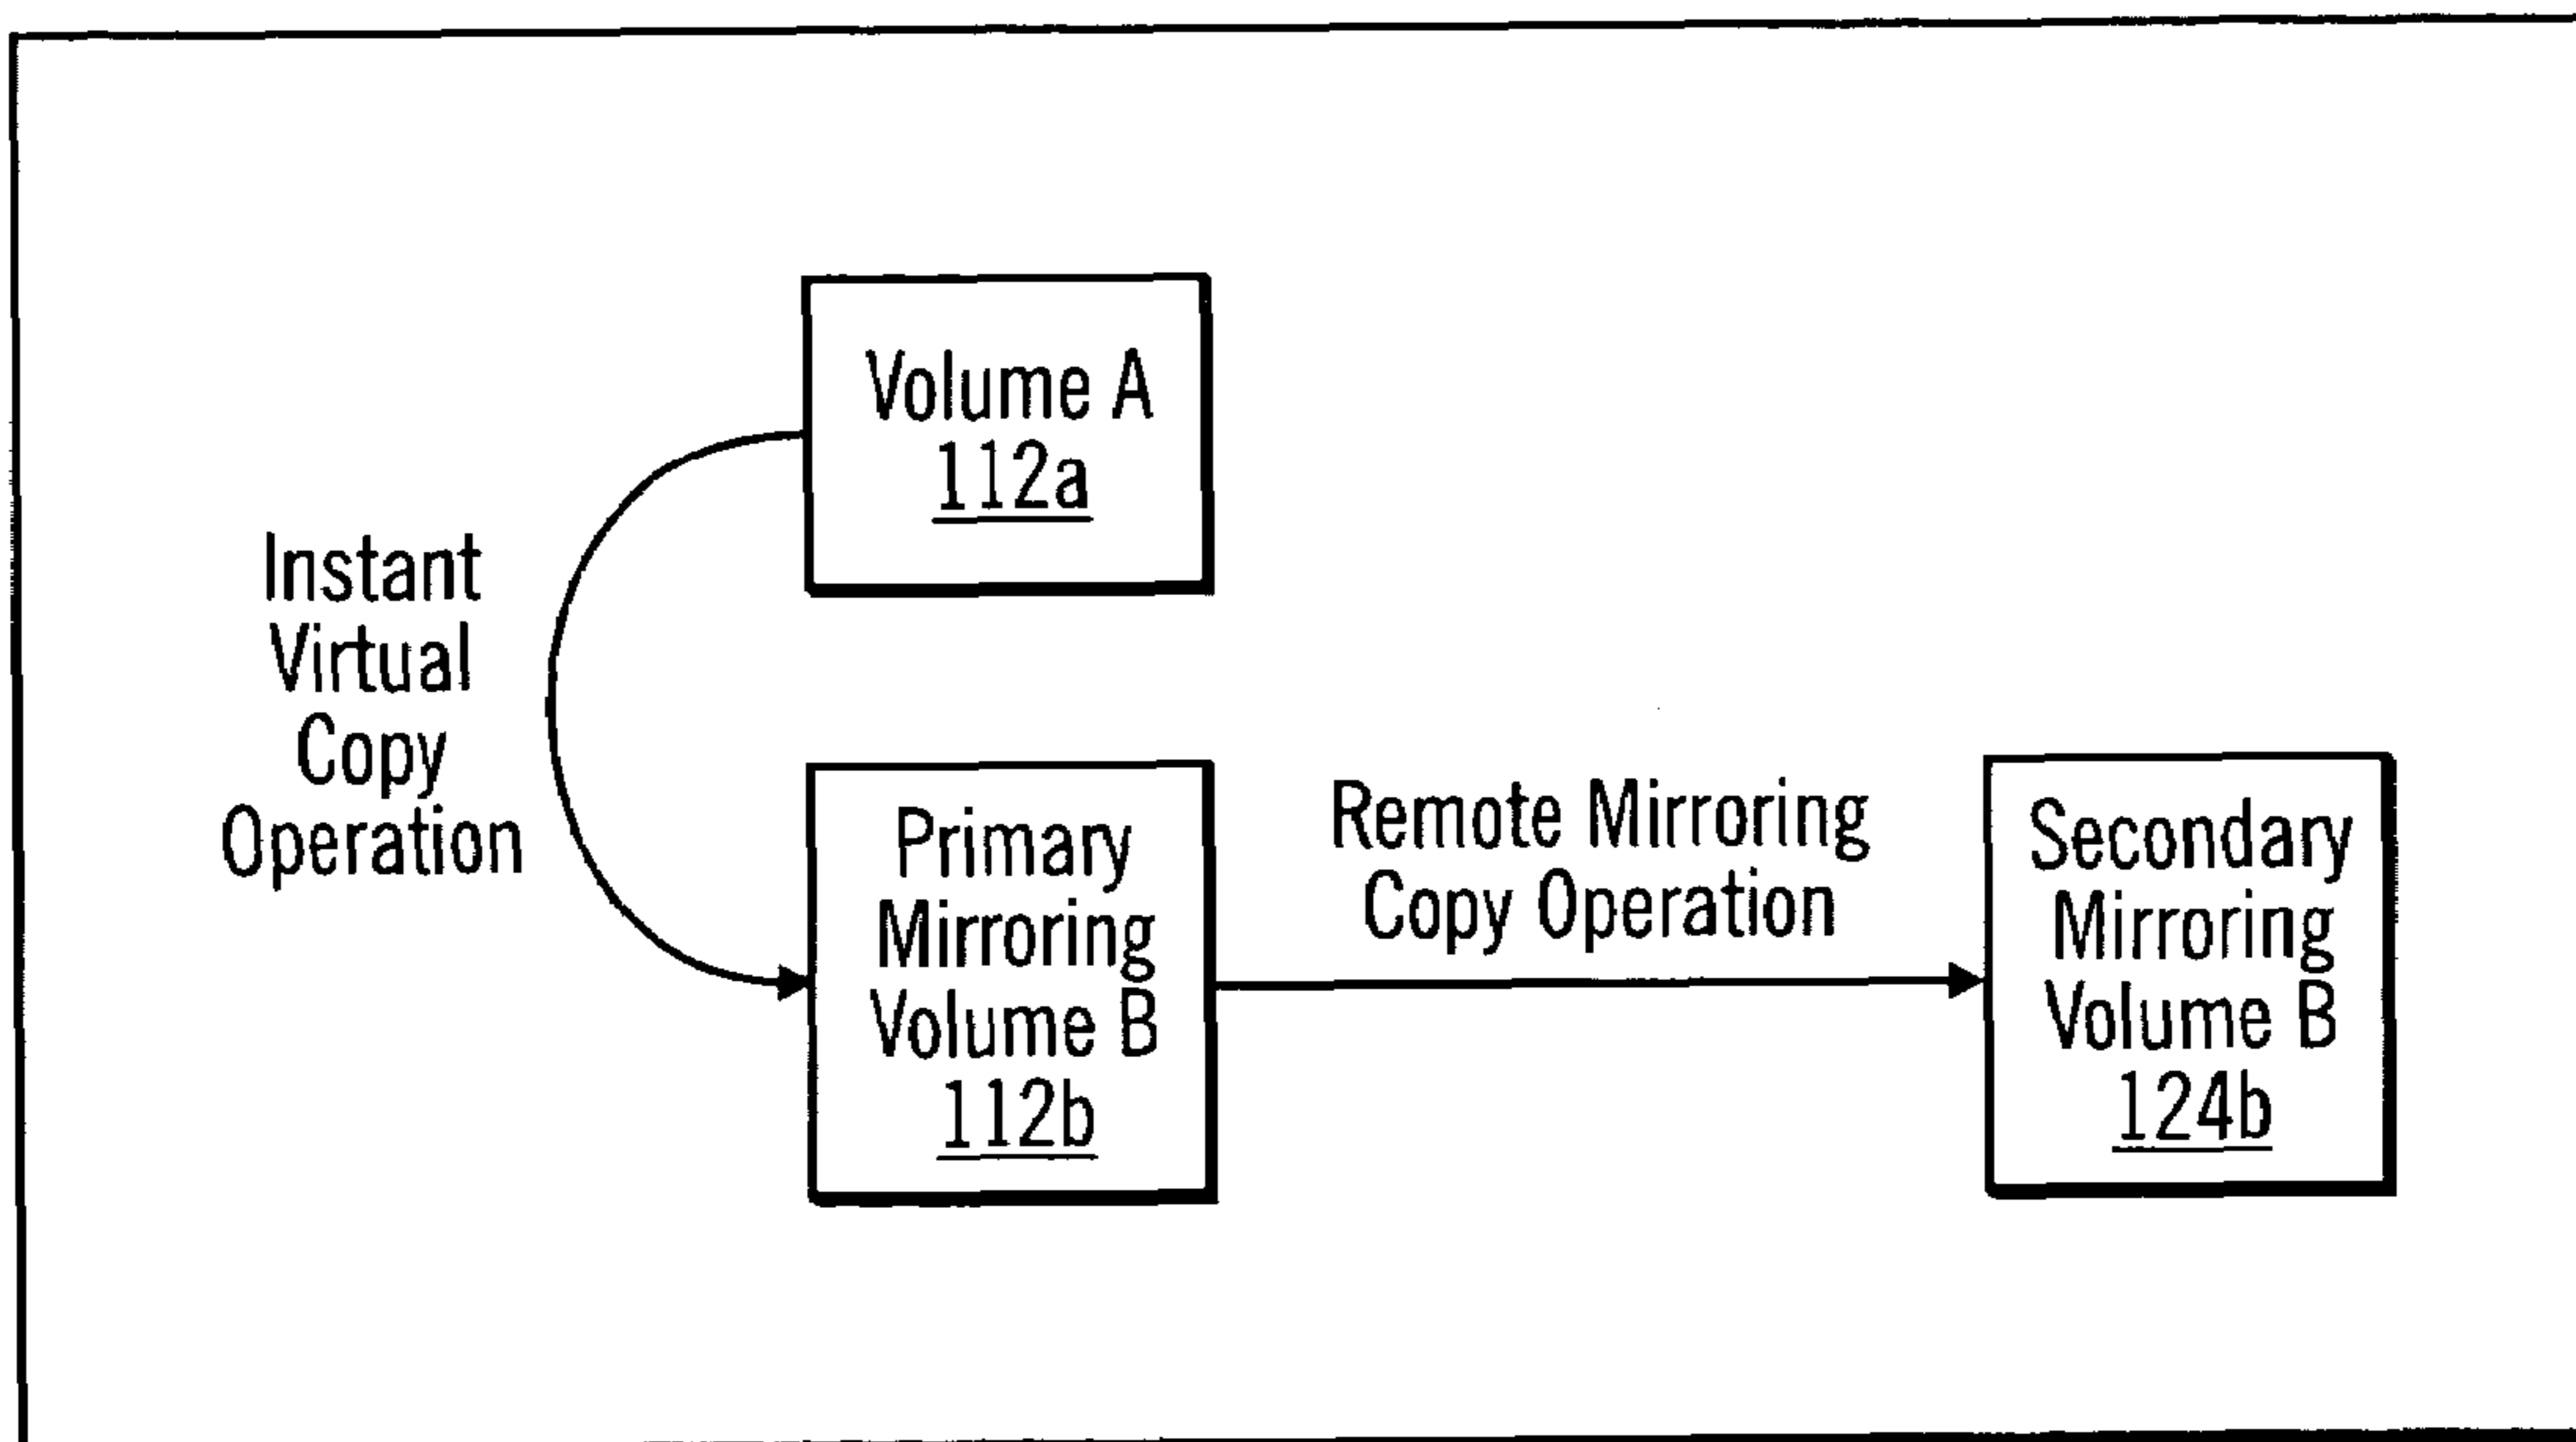 Volume A
112a
Instant
Virtual
Copy
Operation
Primary
Mirroring
Volume B
112b
Remote Mirroring
Copy Operation
Secondary
Mirroring
Volume B
124b